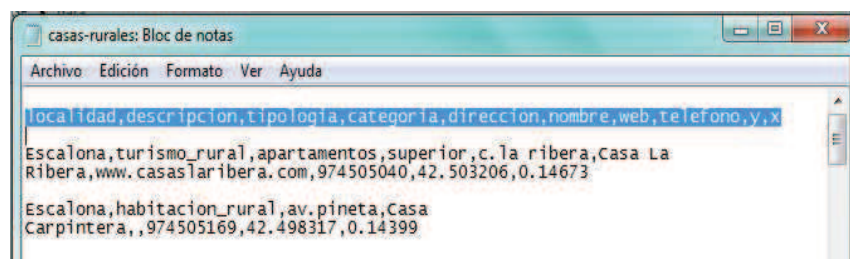 casas-rurales: Bloc de notas
Archivo Edición Formato Ver Ayuda
localidad,descripcion,tipologia,categoria,direccion,nombre,web,telefono,y,x
Escalona,turismo_rural,apartamentos,superior,c.la ribera,Casa La
Ribera,www.casaslaribera.com,974505040,42.503206,0.14673
Escalona,habitacion_rural,av.pineta,Casa
Carpintera,,974505169,42.498317,0.14399